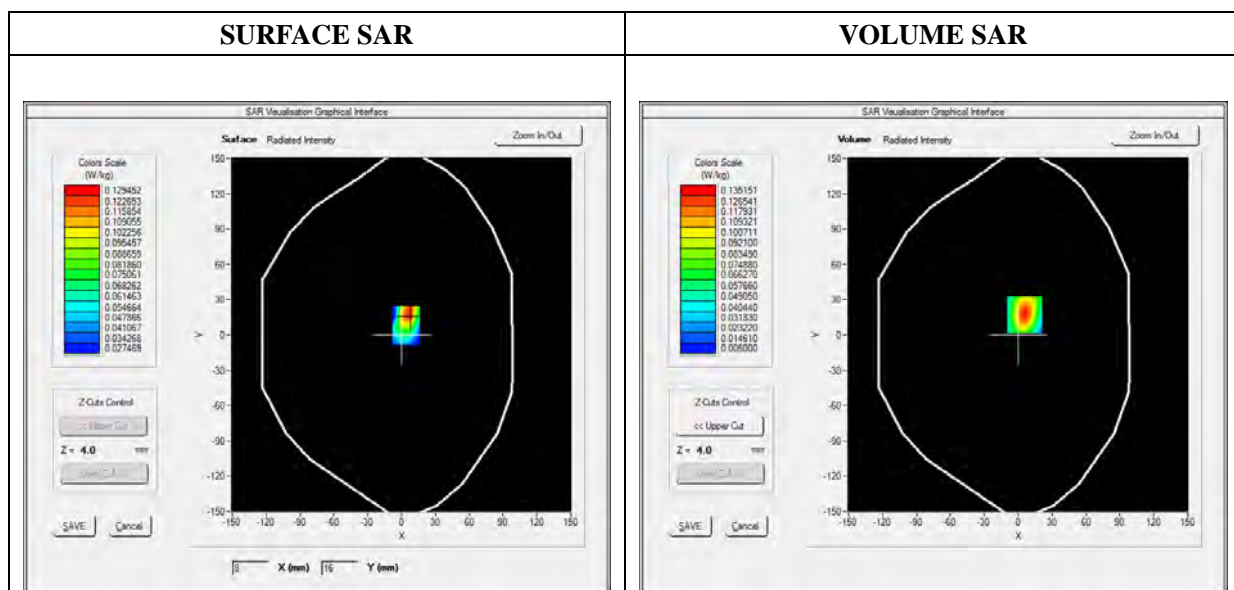 SURFACE SAR
VOLUME SAR
SAR Visualisation Graphical Interface
Surface Radiated Intensity
Zoom In/Out
Colors Scale
(W/kg)
0.129452
0.122653
0.115854
0.109055
0.102256
0.095457
0.088659
0.081860
0.075061
0.068262
0.061463
0.054664
0.047866
0.041067
0.034268
0.027469
Z-Cuts Control
<< Upper Cut
Z = 4.0 mm
SAVE
Cancel
150
120
90
60
30
0
-30
-60
-90
-120
-150
Y
-150 -120 -90 -60 -30 0 30 60 90 120 150
X
8 X (mm) 16 Y (mm)
SAR Visualisation Graphical Interface
Volume Radiated Intensity
Zoom In/Out
Colors Scale
(W/kg)
0.135151
0.126541
0.117931
0.109321
0.100711
0.092100
0.083490
0.074880
0.066270
0.057660
0.049050
0.040440
0.031830
0.023220
0.014610
0.006000
Z-Cuts Control
<< Upper Cut
Z = 4.0 mm
SAVE
Cancel
150
120
90
60
30
0
-30
-60
-90
-120
-150
Y
-150 -120 -90 -60 -30 0 30 60 90 120 150
X